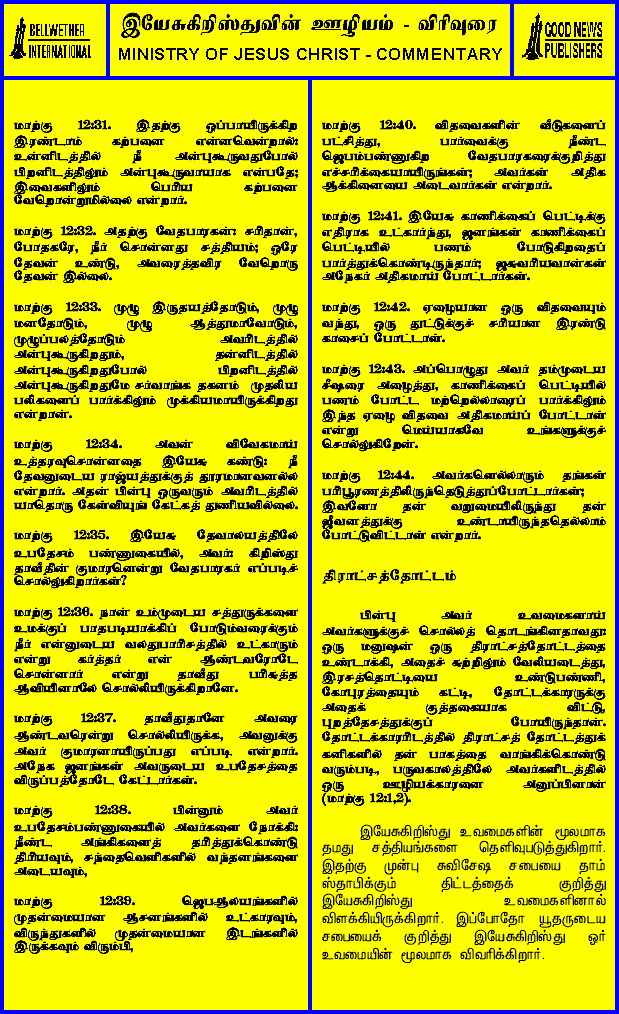 BELLWETHER
INTERNATIONAL
இயேசுகிறிஸ்துவின் ஊழியம் - விரிவுரை
MINISTRY OF JESUS CHRIST - COMMENTARY
GOOD NEWS
PUBLISHERS
மாற்கு 12:31. இதற்கு ஒப்பாயிருக்கிற
இரண்டாம் கற்பனை என்னவென்றால்:
உன்னிடத்தில் நீ அன்புகூருவதுபோல்
பிறனிடத்திலும் அன்புகூருவாயாக என்பதே;
இவைகளிலும் பெரிய கற்பனை
வேறொன்றுமில்லை என்றார்.
மாற்கு 12:32. அதற்கு வேதபாரகன்: சரிதான்,
போதகரே, நீர் சொன்னது சத்தியம்; ஒரே
தேவன் உண்டு, அவரைத்தவிர வேறொரு
தேவன் இல்லை.
மாற்கு 12:33. முழு இருதயத்தோடும், முழு
மனதோடும், முழு ஆத்துமாவோடும்,
முழுப்பலத்தோடும் அவரிடத்தில்
அன்புகூருகிறதும், தன்னிடத்தில்
அன்புகூருகிறதுபோல் பிறனிடத்தில்
அன்புகூருகிறதுமே சர்வாங்க தகனம் முதலிய
பலிகளைப் பார்க்கிலும் முக்கியமாயிருக்கிறது
என்றான்.
மாற்கு 12:34. அவன் விவேகமாய்
உத்தரவுசொன்னதை இயேசு கண்டு: நீ
தேவனுடைய ராஜ்யத்துக்குத் தூரமானவனல்ல
என்றார். அதன் பின்பு ஒருவரும் அவரிடத்தில்
யாதொரு கேள்வியுங் கேட்கத் துணியவில்லை.
மாற்கு 12:35. இயேசு தேவாலயத்திலே
உபதேசம் பண்ணுகையில், அவர்: கிறிஸ்து
தாவீதின் குமாரனென்று வேதபாரகர் எப்படிச்
சொல்லுகிறார்கள்?
மாற்கு 12:36. நான் உம்முடைய சத்துருக்களை
உமக்குப் பாதபடியாக்கிப் போடும்வரைக்கும்
நீர் என்னுடைய வலதுபாரிசத்தில் உட்காரும்
என்று கர்த்தர் என் ஆண்டவரோடே
சொன்னார் என்று தாவீது பரிசுத்த
ஆவியினாலே சொல்லியிருக்கிறானே.
மாற்கு 12:37. தாவீதுதானே அவரை
ஆண்டவரென்று சொல்லியிருக்க, அவனுக்கு
அவர் குமாரனாயிருப்பது எப்படி என்றார்.
அநேக ஜனங்கள் அவருடைய உபதேசத்தை
விருப்பத்தோடே கேட்டார்கள்.
மாற்கு 12:38. பின்னும் அவர்
உபதேசம்பண்ணுகையில் அவர்களை நோக்கி:
நீண்ட அங்கிகளைத் தரித்துக்கொண்டு
திரியவும், சந்தைவெளிகளில் வந்தனங்களை
அடையவும்,
மாற்கு 12:39. ஜெபஆலயங்களில்
முதன்மையான ஆசனங்களில் உட்காரவும்,
விருந்துகளில் முதன்மையான இடங்களில்
இருக்கவும் விரும்பி,
மாற்கு 12:40. விதவைகளின் வீடுகளைப்
பட்சித்து, பார்வைக்கு நீண்ட
ஜெபம்பண்ணுகிற வேதபாரகரைக்குறித்து
எச்சரிக்கையாயிருங்கள்; அவர்கள் அதிக
ஆக்கினையை அடைவார்கள் என்றார்.
மாற்கு 12:41. இயேசு காணிக்கைப் பெட்டிக்கு
எதிராக உட்கார்ந்து, ஜனங்கள் காணிக்கைப்
பெட்டியில் பணம் போடுகிறதைப்
பார்த்துக்கொண்டிருந்தார்; ஐசுவரியவான்கள்
அநேகர் அதிகமாய் போட்டார்கள்.
மாற்கு 12:42. ஏழையான ஒரு விதவையும்
வந்து, ஒரு துட்டுக்குச் சரியான இரண்டு
காசைப் போட்டாள்.
மாற்கு 12:43. அப்பொழுது அவர் தம்முடைய
சீஷரை அழைத்து, காணிக்கைப் பெட்டியில்
பணம் போட்ட மற்றெல்லாரைப் பார்க்கிலும்
இந்த ஏழை விதவை அதிகமாய்ப் போட்டாள்
என்று மெய்யாகவே உங்களுக்குச்
சொல்லுகிறேன்.
மாற்கு 12:44. அவர்களெல்லாரும் தங்கள்
பரிபூரணத்திலிருந்தெடுத்துப்போட்டார்கள்;
இவளோ தன் வறுமையிலிருந்து தன்
ஜீவனத்துக்கு உண்டாயிருந்ததெல்லாம்
போட்டுவிட்டாள் என்றார்.
திராட்சத்தோட்டம்
பின்பு அவர் உவமைகளாய்
அவர்களுக்குச் சொல்லத் தொடங்கினதாவது:
ஒரு மனுஷன் ஒரு திராட்சத்தோட்டத்தை
உண்டாக்கி, அதைச் சுற்றிலும் வேலியடைத்து,
இரசத்தொட்டியை உண்டுபண்ணி,
கோபுரத்தையும் கட்டி, தோட்டக்காரருக்கு
அதைக் குத்தகையாக விட்டு,
புறத்தேசத்துக்குப் போயிருந்தான்.
தோட்டக்காரரிடத்தில் திராட்சத் தோட்டத்துக்
கனிகளில் தன் பாகத்தை வாங்கிக்கொண்டு
வரும்படி, பருவகாலத்திலே அவர்களிடத்தில்
ஒரு ஊழியக்காரனை அனுப்பினான்
(மாற்கு 12:1,2).
இயேசுகிறிஸ்து உவமைகளின் மூலமாக
தமது சத்தியங்களை தெளிவுபடுத்துகிறார்.
இதற்கு முன்பு சுவிசேஷ சபையை தாம்
ஸ்தாபிக்கும் திட்டத்தைக் குறித்து
இயேசுகிறிஸ்து உவமைகளினால்
விளக்கியிருக்கிறார். இப்போதோ யூதருடைய
சபையைக் குறித்து இயேசுகிறிஸ்து ஓர்
உவமையின் மூலமாக விவரிக்கிறார்.